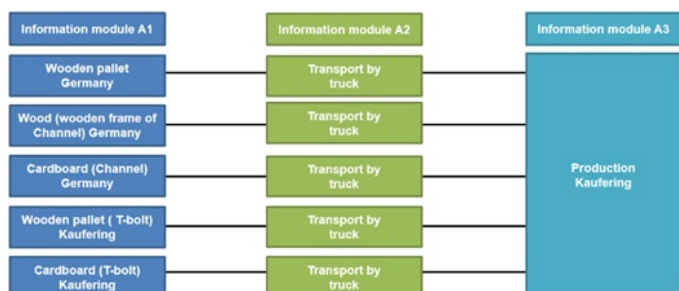 Information module A1
Information module A2
Information module A3
Wooden pallet
Germany
Transport by
truck
Wood (wooden frame of
Channel) Germany
Transport by
truck
Cardboard (Channel)
Germany
Transport by
truck
Production
Kaufering
Wooden pallet ( T-bolt)
Kaufering
Transport by
truck
Cardboard (T-bolt)
Kaufering
Transport by
truck